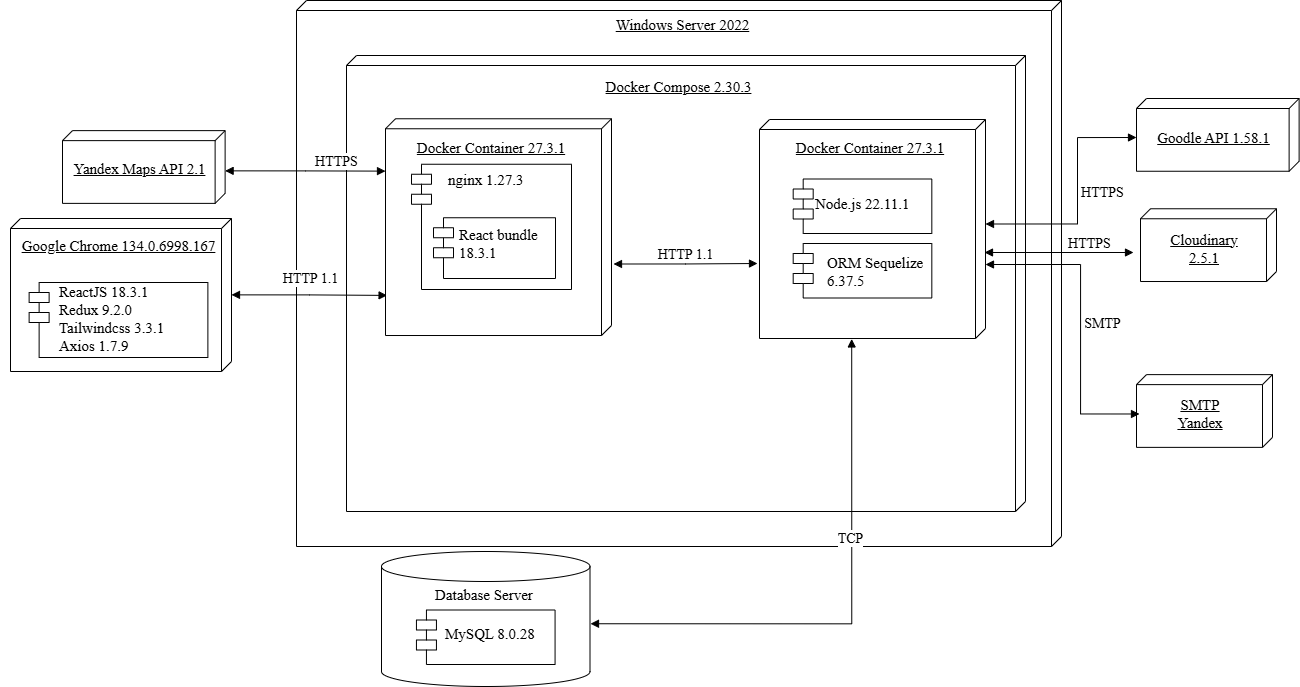 Windows Server 2022
Docker Compose 2.30.3
Yandex Maps API 2.1
HTTPS
Google Chrome 134.0.6998.167
ReactJS 18.3.1
Redux 9.2.0
Tailwindcss 3.3.1
Axios 1.7.9
HTTP 1.1
Docker Container 27.3.1
nginx 1.27.3
React bundle
18.3.1
HTTP 1.1
Docker Container 27.3.1
Node.js 22.11.1
ORM Sequelize
6.37.5
Goodle API 1.58.1
HTTPS
HTTPS
Cloudinary
2.5.1
SMTP
SMTP
Yandex
TCP
Database Server
MySQL 8.0.28